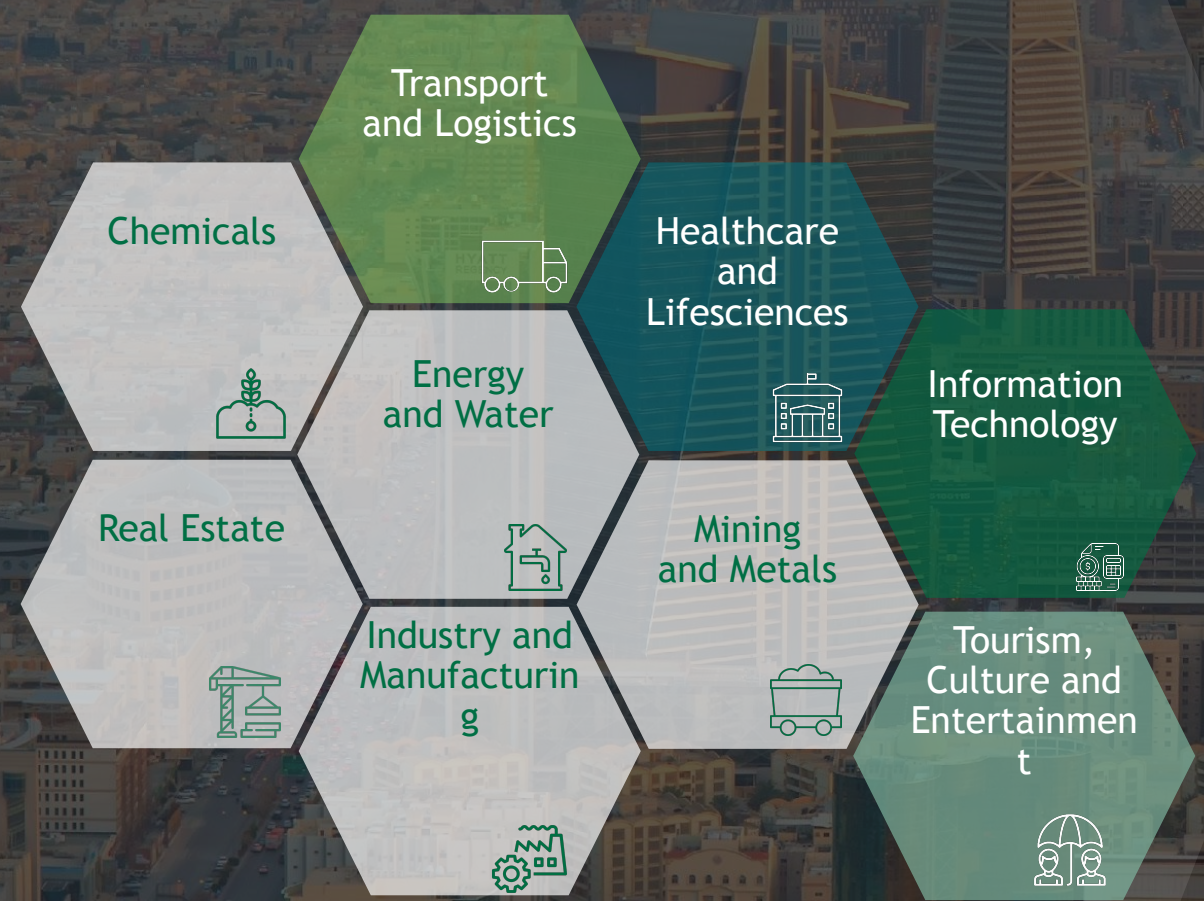 Transport
and Logistics
Chemicals
Healthcare
and
Lifesciences
Energy
and Water
Information
Technology
Real Estate
Mining
and Metals
Industry and
Manufacturin
g
Tourism,
Culture and
Entertainmen
t